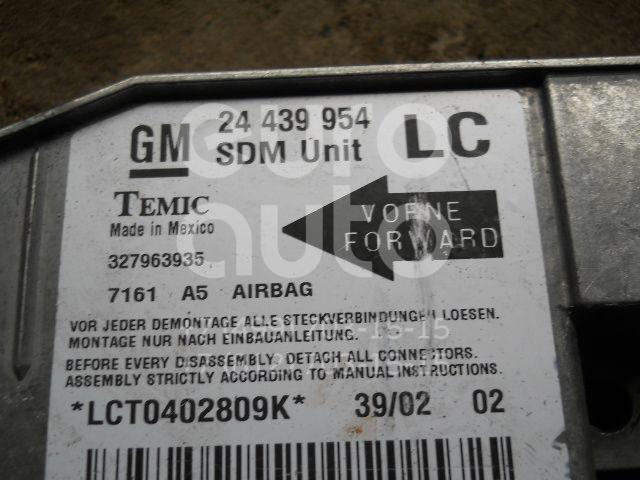 GM 24 439 954 LC
SDM Unit
TEMIC
Made in Mexico
VORNE
FORWARD
327963935
7161 A5 AIRBAG
VOR JEDER DEMONTAGE ALLE STECKVERBINDUNGEN LOESEN.
MONTAGE NUR NACH EINBAUANLEITUNG.
BEFORE EVERY DISASSEMBLY DETACH ALL CONNECTORS.
ASSEMBLY STRICTLY ACCORDING TO MANUAL INSTRUCTIONS.
*LCT0402809K* 39/02 02
auto
auto